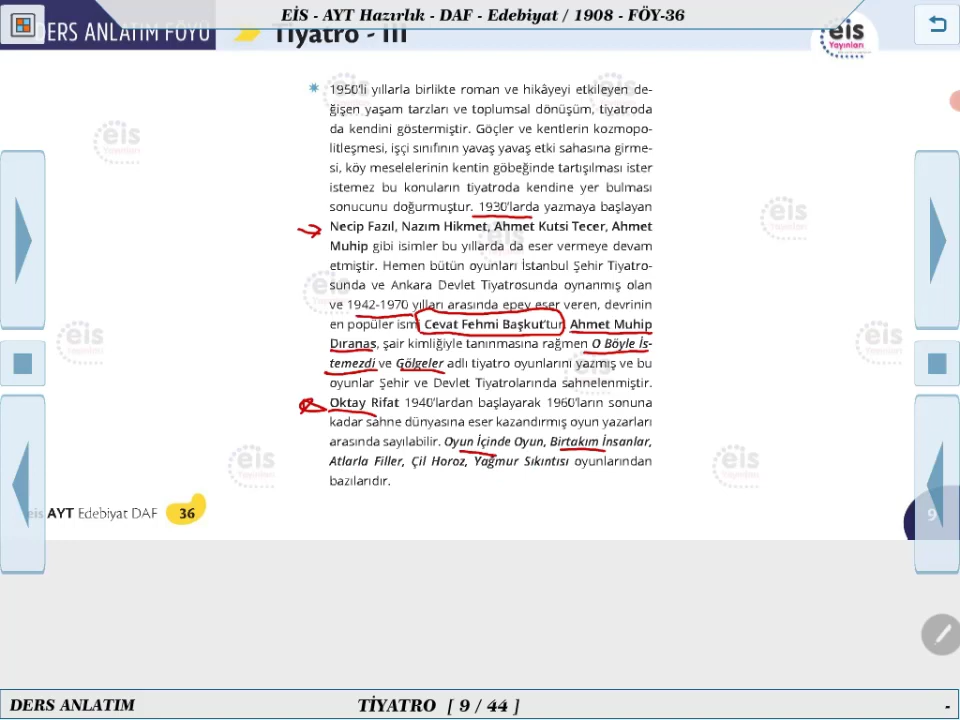 EİS - AYT Hazırlık - DAF - Edebiyat / 1908 - FÖY-36
DERS ANLATIM FÖYÜ
Tiyatro - III
eis
Yayınları
1950'li yıllarla birlikte roman ve hikâyeyi etkileyen de-
ğişen yaşam tarzları ve toplumsal dönüşüm, tiyatroda
da kendini göstermiştir. Göçler ve kentlerin kozmopo-
litleşmesi, işçi sınıfının yavaş yavaş etki sahasına girme-
si, köy meselelerinin kentin göbeğinde tartışılması ister
istemez bu konuların tiyatroda kendine yer bulması
sonucunu doğurmuştur. 1930'larda yazmaya başlayan
Necip Fazıl, Nazım Hikmet, Ahmet Kutsi Tecer, Ahmet
Muhip gibi isimler bu yıllarda da eser vermeye devam
etmiştir. Hemen bütün oyunları İstanbul Şehir Tiyatro-
sunda ve Ankara Devlet Tiyatrosunda oynanmış olan
ve 1942-1970 yılları arasında epey eser veren, devrinin
en popüler ism Cevat Fehmi Başkut'tur. Ahmet Muhip
Dıranas, şair kimliğiyle tanınmasına rağmen O Böyle İs-
temezdi ve Gölgeler adlı tiyatro oyunlarını yazmış ve bu
oyunlar Şehir ve Devlet Tiyatrolarında sahnelenmiştir.
Oktay Rifat 1940'lardan başlayarak 1960'ların sonuna
kadar sahne dünyasına eser kazandırmış oyun yazarları
arasında sayılabilir. Oyun İçinde Oyun, Birtakım İnsanlar,
Atlarla Filler, Çil Horoz, Yağmur Sıkıntısı oyunlarından
bazılarıdır.
eis AYT Edebiyat DAF 36
9
DERS ANLATIM
TİYATRO [ 9 / 44 ]
-